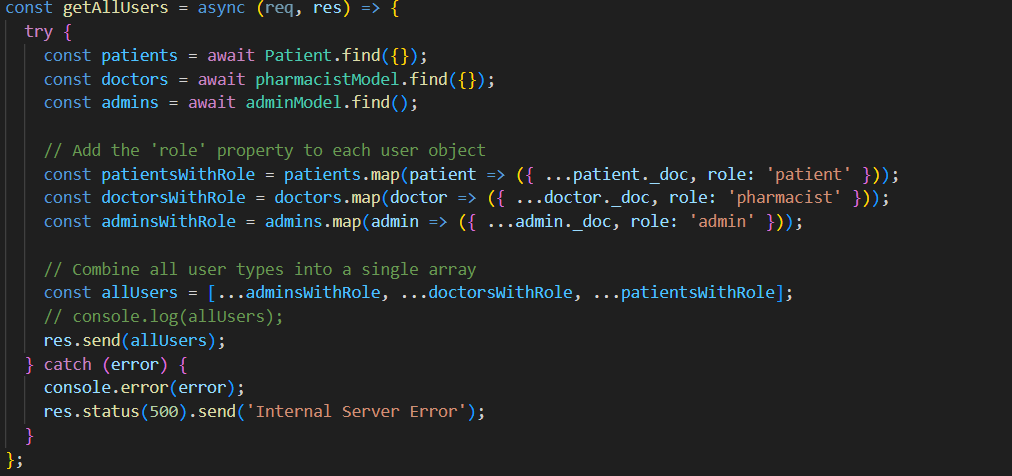 const getAllUsers = async (req, res) => {
  try {
    const patients = await Patient.find({});
    const doctors = await pharmacistModel.find({});
    const admins = await adminModel.find();

    // Add the 'role' property to each user object
    const patientsWithRole = patients.map(patient => ({ ...patient._doc, role: 'patient' }));
    const doctorsWithRole = doctors.map(doctor => ({ ...doctor._doc, role: 'pharmacist' }));
    const adminsWithRole = admins.map(admin => ({ ...admin._doc, role: 'admin' }));

    // Combine all user types into a single array
    const allUsers = [...adminsWithRole, ...doctorsWithRole, ...patientsWithRole];
    // console.log(allUsers);
    res.send(allUsers);
  } catch (error) {
    console.error(error);
    res.status(500).send('Internal Server Error');
  }
};